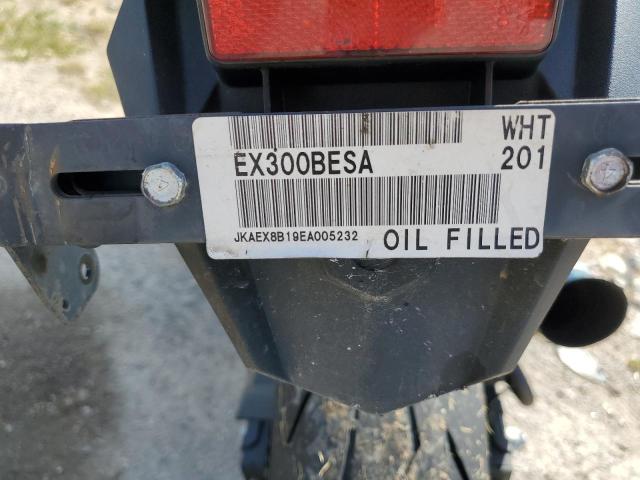 WHT
EX300BESA 201
JKAEX8B19EA005232 OIL FILLED